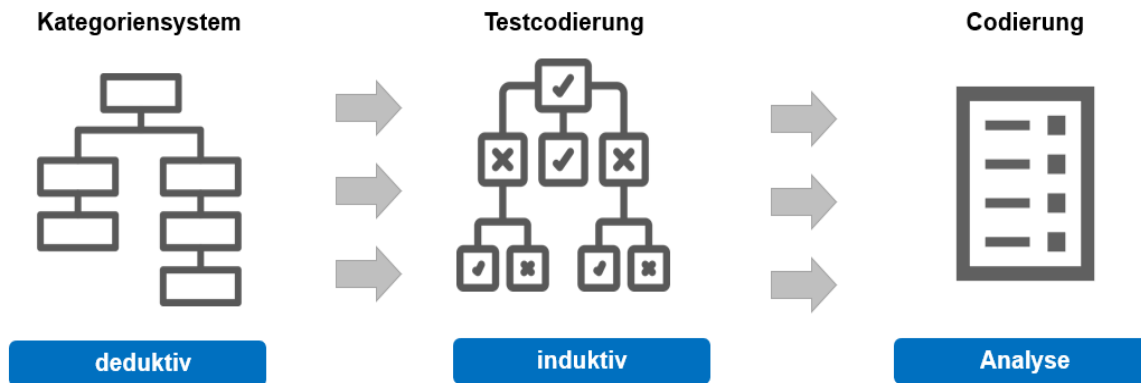 Kategoriensystem
Testcodierung
Codierung
deduktiv
induktiv
Analyse